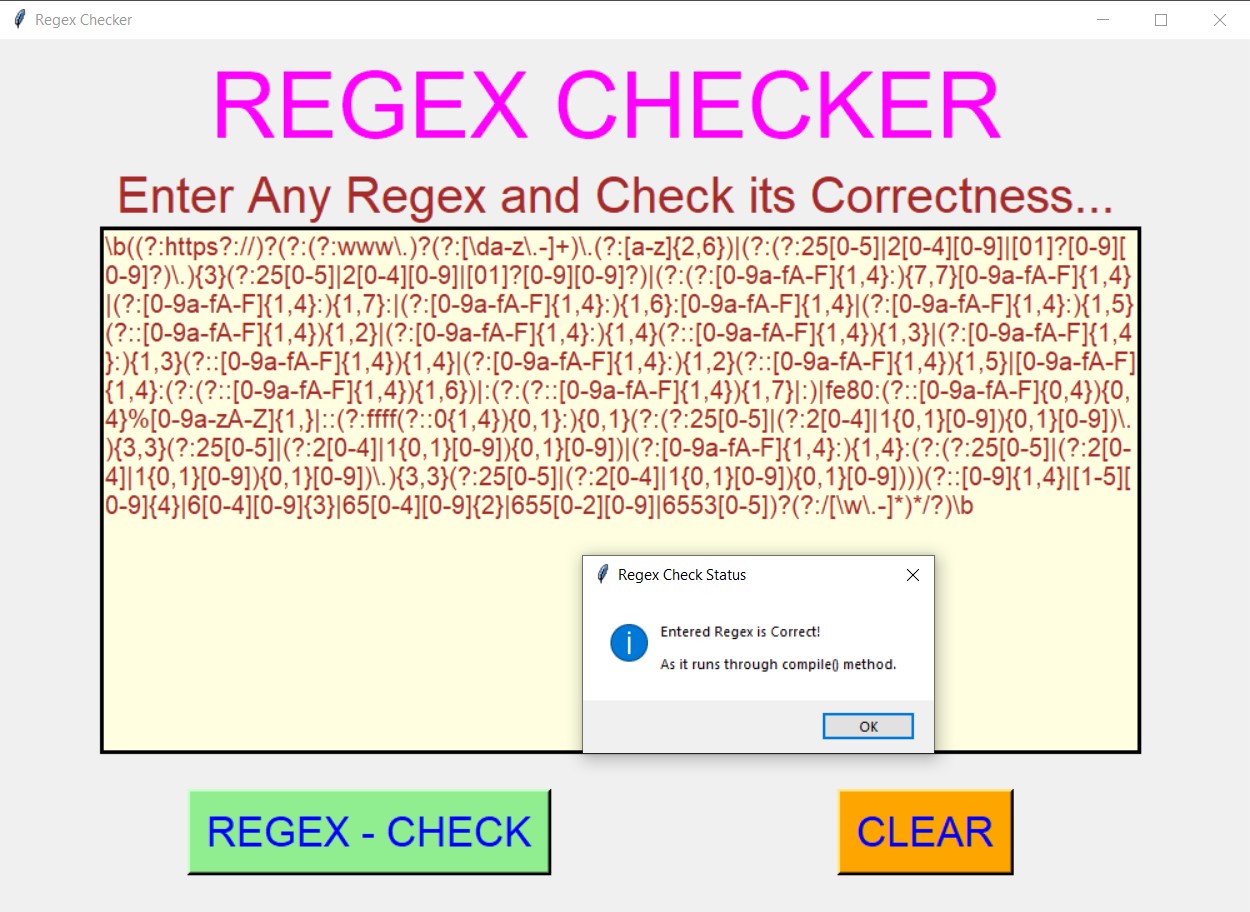 Regex Checker
REGEX CHECKER
Enter Any Regex and Check its Correctness...
\b((?:https?://)?(?:(?:www\.)?(?:[\da-z\.-]+)\.(?:[a-z]{2,6})|(?:(?:25[0-5]|2[0-4][0-9]|[01]?[0-9][
0-9]?)\.){3}(?:25[0-5]|2[0-4][0-9]|[01]?[0-9][0-9]?)|(?:(?:[0-9a-fA-F]{1,4}:){7,7}[0-9a-fA-F]{1,4}
|(?:[0-9a-fA-F]{1,4}:){1,7}:|(?:[0-9a-fA-F]{1,4}:){1,6}:[0-9a-fA-F]{1,4}|(?:[0-9a-fA-F]{1,4}:){1,5}
(?::[0-9a-fA-F]{1,4}){1,2}|(?:[0-9a-fA-F]{1,4}:){1,4}(?::[0-9a-fA-F]{1,4}){1,3}|(?:[0-9a-fA-F]{1,4
}:){1,3}(?::[0-9a-fA-F]{1,4}){1,4}|(?:[0-9a-fA-F]{1,4}:){1,2}(?::[0-9a-fA-F]{1,4}){1,5}|[0-9a-fA-F]
{1,4}:(?:(?::[0-9a-fA-F]{1,4}){1,6})|:(?:(?::[0-9a-fA-F]{1,4}){1,7}|:)|fe80:(?::[0-9a-fA-F]{0,4}){0,
4}%[0-9a-zA-Z]{1,}|::(?:ffff(?::0{1,4}){0,1}:){0,1}(?:(?:25[0-5]|(?:2[0-4]|1{0,1}[0-9]){0,1}[0-9])\.
){3,3}(?:25[0-5]|(?:2[0-4]|1{0,1}[0-9]){0,1}[0-9])|(?:[0-9a-fA-F]{1,4}:){1,4}:(?:(?:25[0-5]|(?:2[0-
4]|1{0,1}[0-9]){0,1}[0-9])\.){3,3}(?:25[0-5]|(?:2[0-4]|1{0,1}[0-9]){0,1}[0-9])))(?::[0-9]{1,4}|[1-5][
0-9]{4}|6[0-4][0-9]{3}|65[0-4][0-9]{2}|655[0-2][0-9]|6553[0-5])?(?:/[\w\.-]*)*/?)\b
Regex Check Status
Entered Regex is Correct!
As it runs through compile() method.
OK
REGEX - CHECK
CLEAR